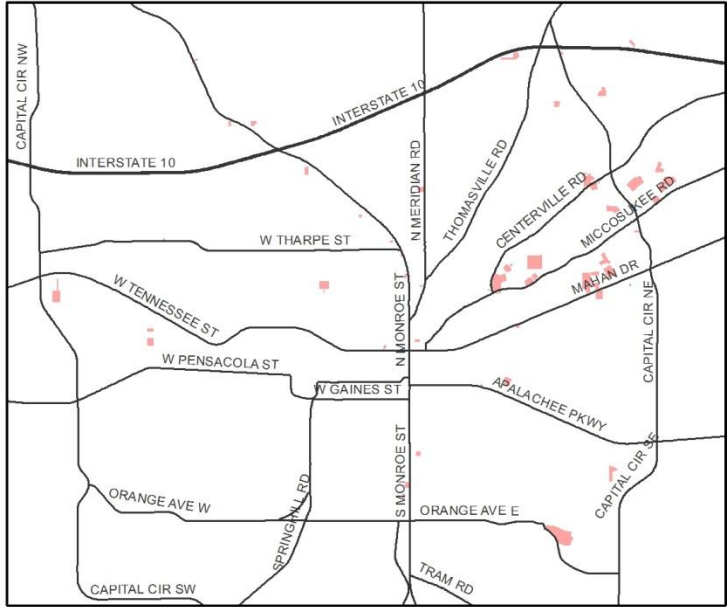 CAPITAL CIR NW
INTERSTATE 10
INTERSTATE 10
N MERIDIAN RD
THOMASVILLE RD
CENTERVILLE RD
MICCOSUKEE RD
W THARPE ST
MAHAN DR
W TENNESSEE ST
N MONROE ST
CAPITAL CIR NE
W PENSACOLA ST
W GAINES ST
APALACHEE PKWY
S MONROE ST
CAPITAL CIR SE
ORANGE AVE W
SPRINGHILL RD
ORANGE AVE E
CAPITAL CIR SW
TRAM RD